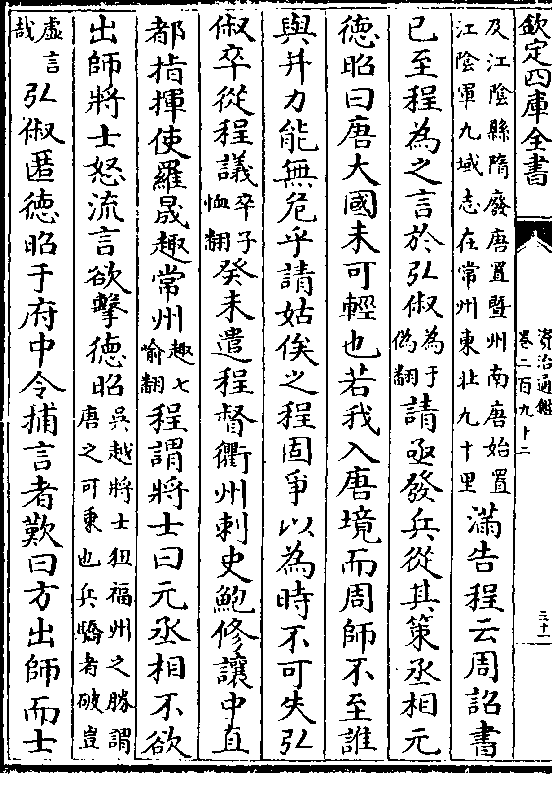 欽定四庫全書
資治通鑑
卷二百九十二
三十一
及江陰縣隋廢唐置暨州南唐始置
江陰軍九域志在常州東北九十里
滿告程云周詔書
已至程為之言於弘俶
為于
偽翻
請亟發兵從其策丞相元
德昭曰唐大國未可輕也若我入唐境而周師不至誰
與并力能無危乎請姑俟之程固爭以為時不可失弘
俶卒從程議
卒子
恤翻
癸未遣程督衢州刺史鮑修讓中直
都指揮使羅晟趣常州
趣七
喻翻
程謂將士曰元丞相不欲
出師將士怒流言欲擊德昭
吳越將士狃福州之勝謂
唐之可乘也兵驕者破豈
虛言
哉
弘俶匿德昭于府中令捕言者歎曰方出師而士